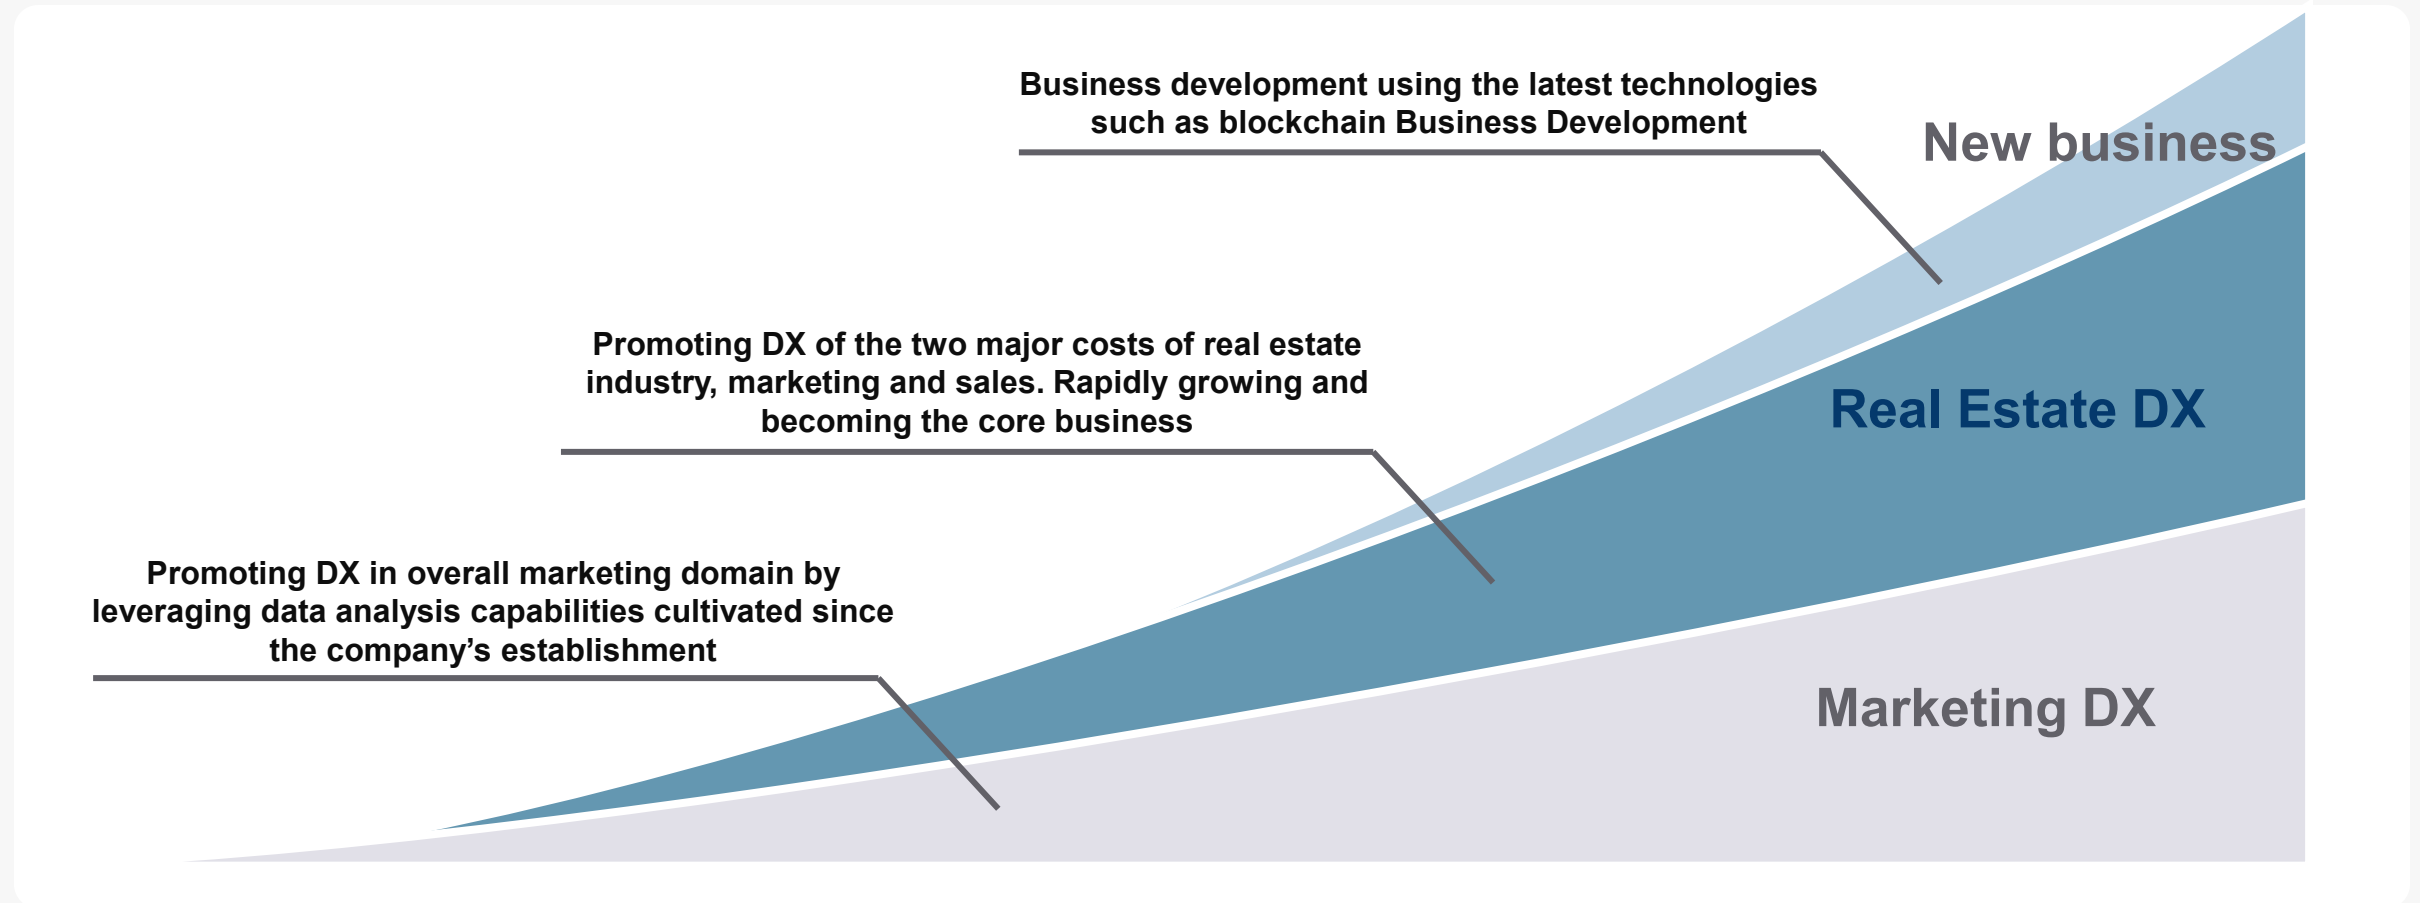 Business development using the latest technologies
such as blockchain Business Development
New business
Promoting DX of the two major costs of real estate
industry, marketing and sales. Rapidly growing and
becoming the core business
Real Estate DX
Promoting DX in overall marketing domain by
leveraging data analysis capabilities cultivated since
the company’s establishment
Marketing DX